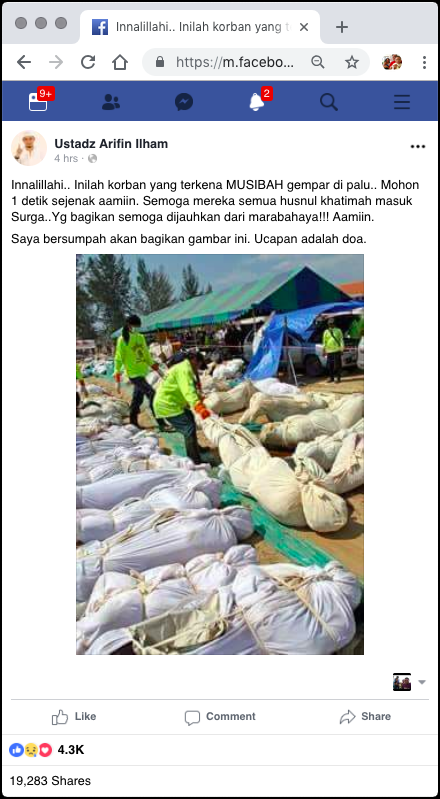 Innalillahi.. Inilah korban yang t
https://m.facebo...
9+
2
Ustadz Arifin Ilham
4 hrs ·
Innalillahi.. Inilah korban yang terkena MUSIBAH gempar di palu.. Mohon
1 detik sejenak aamiin. Semoga mereka semua husnul khatimah masuk
Surga..Yg bagikan semoga dijauhkan dari marabahaya!!! Aamiin.
Saya bersumpah akan bagikan gambar ini. Ucapan adalah doa.
Like
Comment
Share
4.3K
19,283 Shares